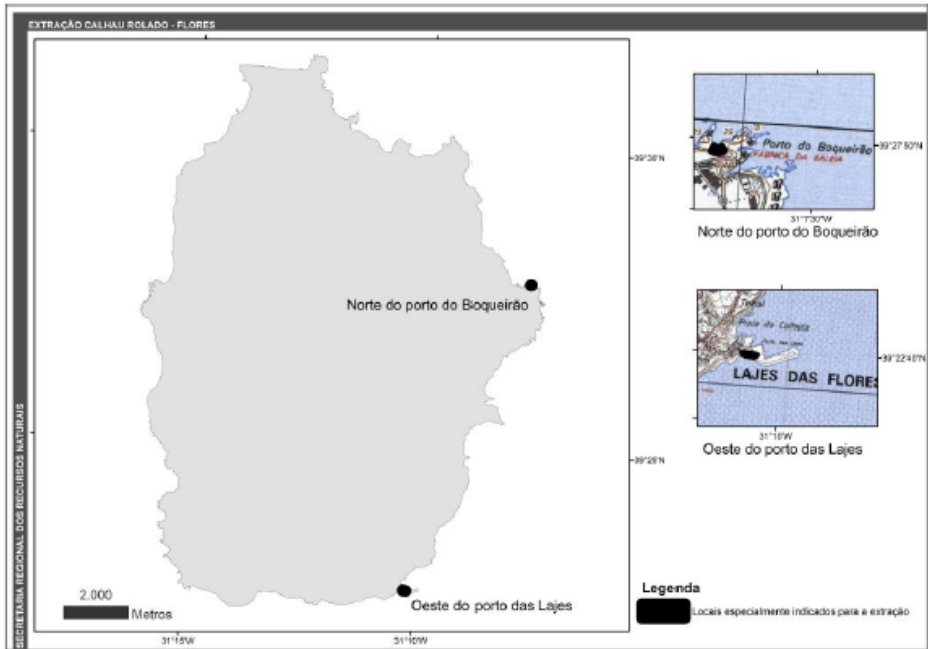 EXTRAÇÃO CALHAU ROLADO - FLORES
SECRETARIA REGIONAL DOS RECURSOS NATURAIS
Norte do porto do Boqueirão
Oeste do porto das Lajes
2.000
Metros
31°15'W
31°10'W
39°30'N
39°25'N
Porto do Boqueirão
FÁBRICA DA BALEIA
39°27'50"N
31°7'30"W
Norte do porto do Boqueirão
Praia da Calheta
LAJES DAS FLORES
39°22'40"N
31°10'W
Oeste do porto das Lajes
Legenda
Locais especialmente indicados para a extração